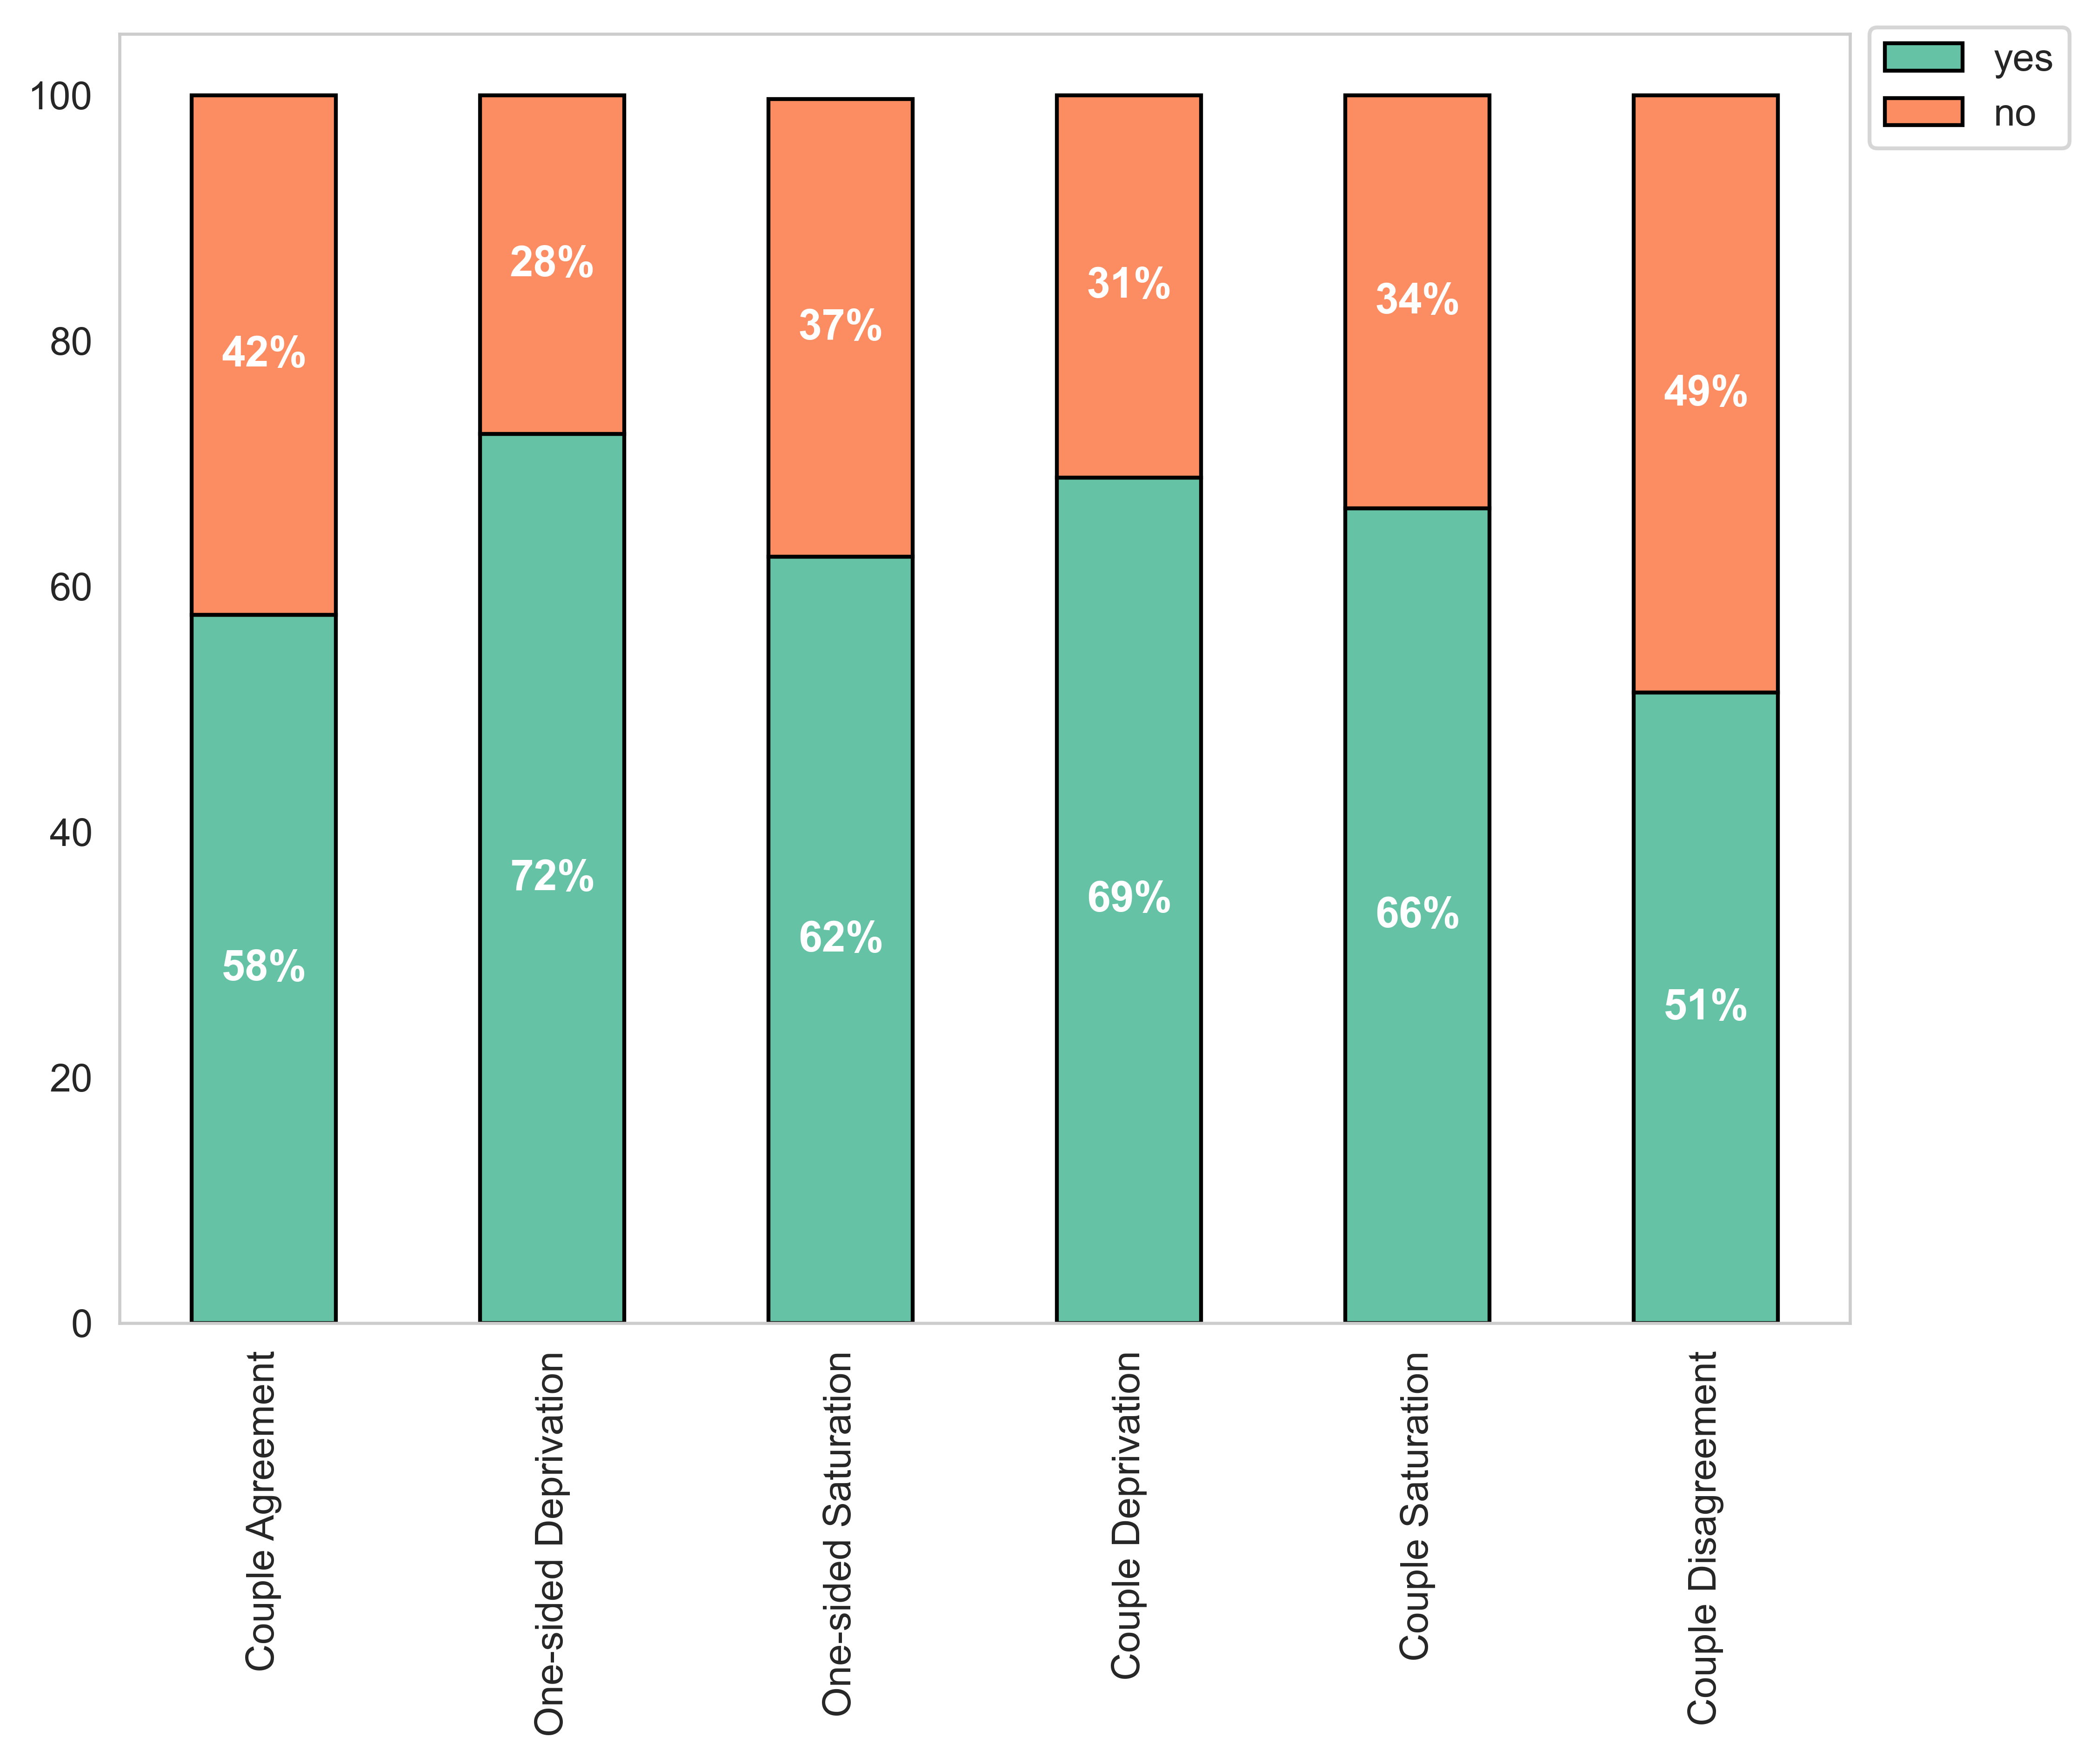 yes
no
100
80
60
40
20
0
42%
28%
37%
31%
34%
49%
58%
72%
62%
69%
66%
51%
Couple Agreement
One-sided Deprivation
One-sided Saturation
Couple Deprivation
Couple Saturation
Couple Disagreement